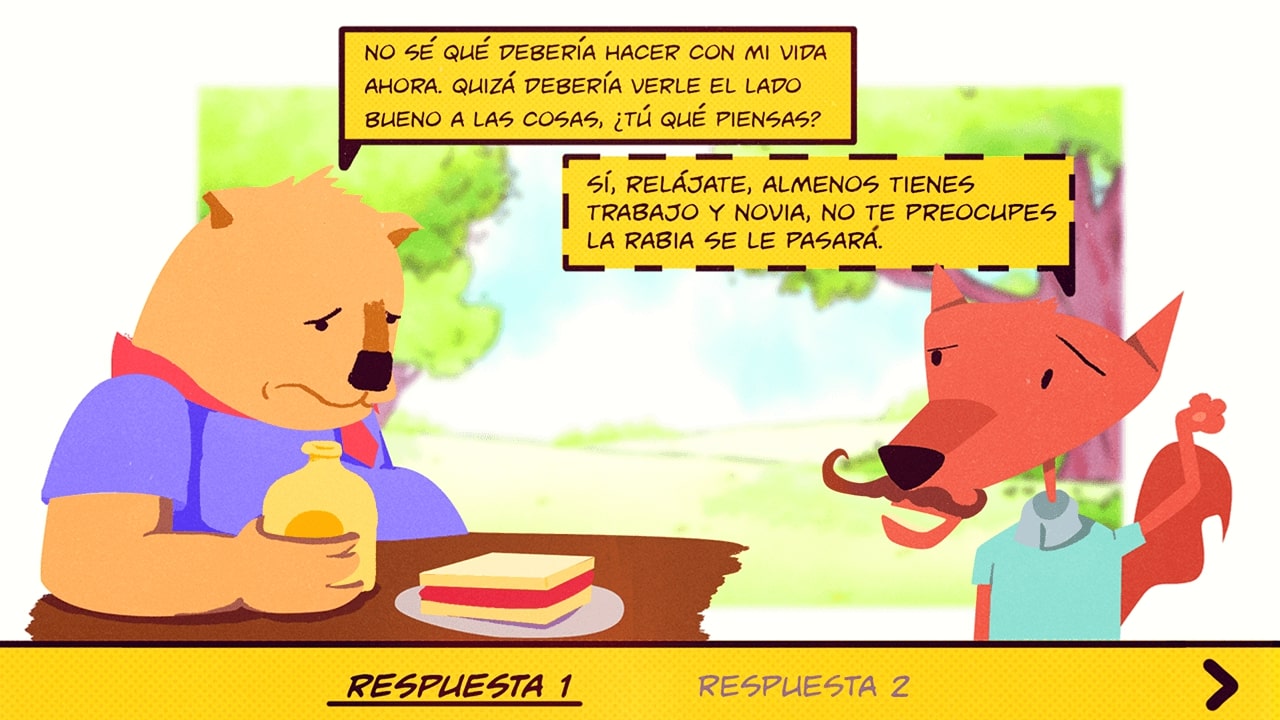 NO SÉ QUÉ DEBERÍA HACER CON MI VIDA
AHORA. QUIZÁ DEBERÍA VERLE EL LADO
BUENO A LAS COSAS, ¿TÚ QUÉ PIENSAS?
SÍ, RELÁJATE, ALMENOS TIENES
TRABAJO Y NOVIA, NO TE PREOCUPES
LA RABIA SE LE PASARÁ.
RESPUESTA 1
RESPUESTA 2